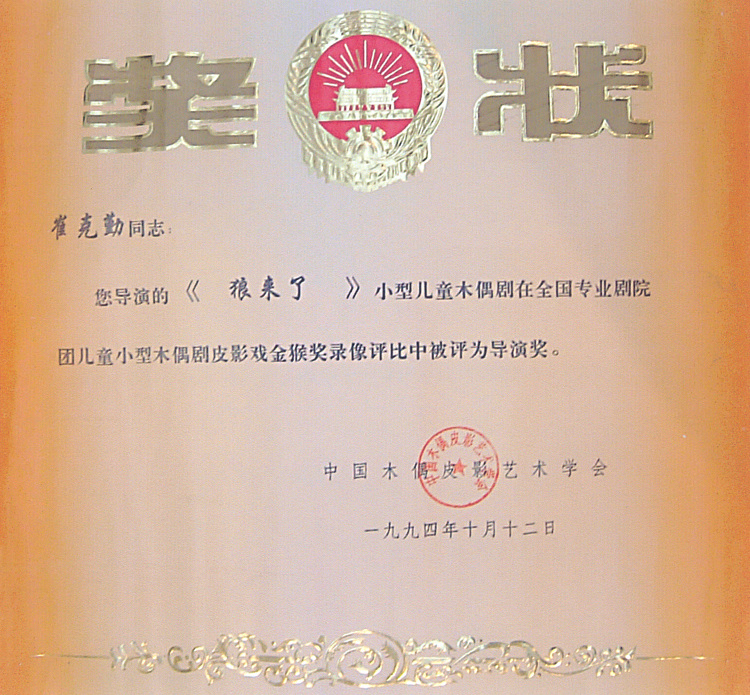 奖状
崔克勤同志:
您导演的《 狼来了 》小型儿童木偶剧在全国专业剧院
团儿童小型木偶剧皮影戏金猴奖录像评比中被评为导演奖。
中国木偶皮影艺术学会
一九九四年十月十二日